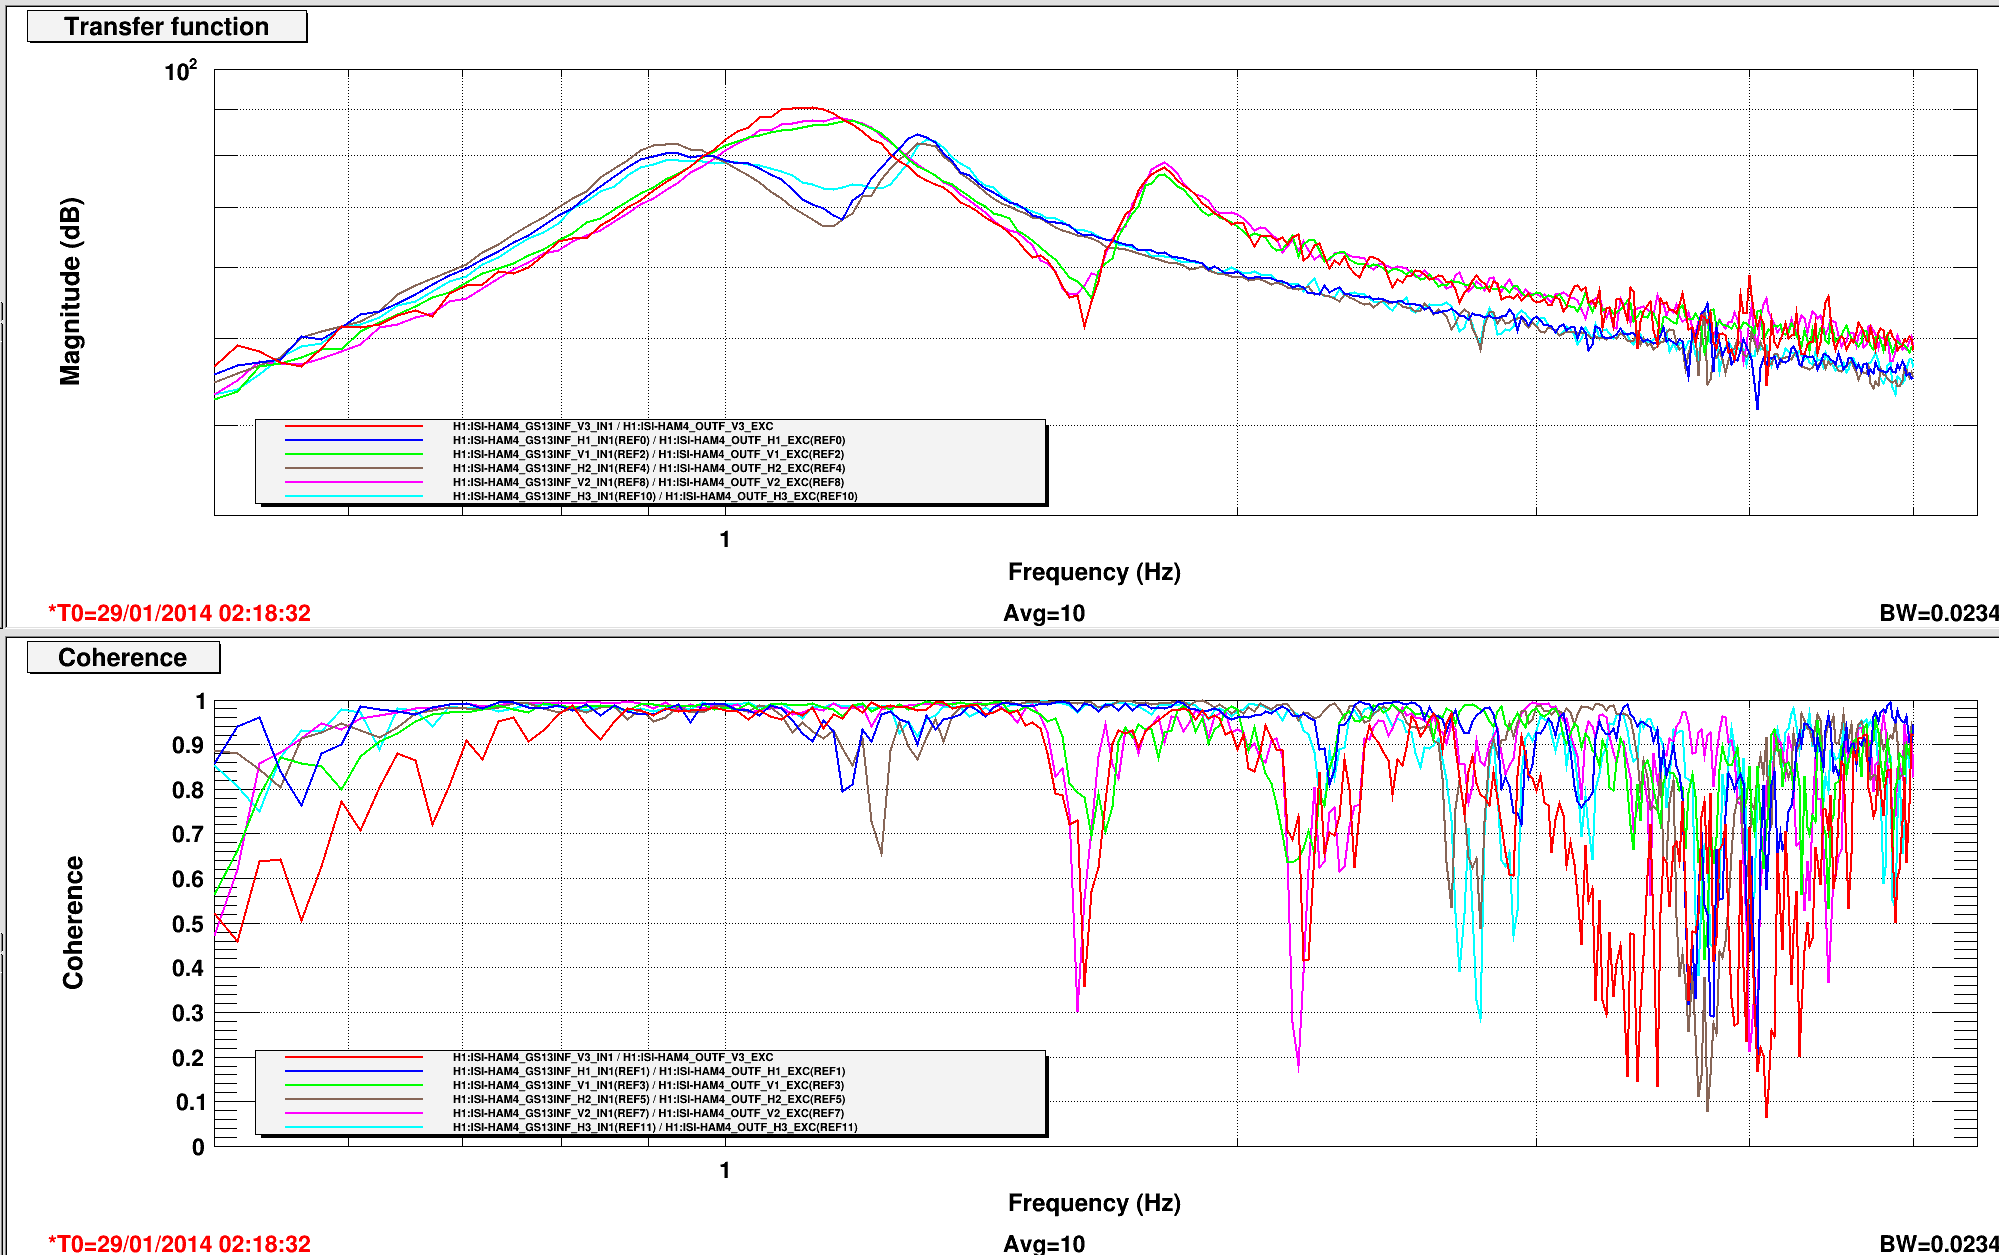 Transfer function
10²
Magnitude (dB)
H1:ISI-HAM4_GS13INF_V3_IN1 / H1:ISI-HAM4_OUTF_V3_EXC
H1:ISI-HAM4_GS13INF_H1_IN1(REF0) / H1:ISI-HAM4_OUTF_H1_EXC(REF0)
H1:ISI-HAM4_GS13INF_V1_IN1(REF2) / H1:ISI-HAM4_OUTF_V1_EXC(REF2)
H1:ISI-HAM4_GS13INF_H2_IN1(REF4) / H1:ISI-HAM4_OUTF_H2_EXC(REF4)
H1:ISI-HAM4_GS13INF_V2_IN1(REF8) / H1:ISI-HAM4_OUTF_V2_EXC(REF8)
H1:ISI-HAM4_GS13INF_H3_IN1(REF10) / H1:ISI-HAM4_OUTF_H3_EXC(REF10)
1
Frequency (Hz)
*T0=29/01/2014 02:18:32
Avg=10
BW=0.0234
Coherence
1
0.9
0.8
0.7
0.6
0.5
0.4
0.3
0.2
0.1
0
Coherence
H1:ISI-HAM4_GS13INF_V3_IN1 / H1:ISI-HAM4_OUTF_V3_EXC
H1:ISI-HAM4_GS13INF_H1_IN1(REF1) / H1:ISI-HAM4_OUTF_H1_EXC(REF1)
H1:ISI-HAM4_GS13INF_V1_IN1(REF3) / H1:ISI-HAM4_OUTF_V1_EXC(REF3)
H1:ISI-HAM4_GS13INF_H2_IN1(REF5) / H1:ISI-HAM4_OUTF_H2_EXC(REF5)
H1:ISI-HAM4_GS13INF_V2_IN1(REF7) / H1:ISI-HAM4_OUTF_V2_EXC(REF7)
H1:ISI-HAM4_GS13INF_H3_IN1(REF11) / H1:ISI-HAM4_OUTF_H3_EXC(REF11)
1
Frequency (Hz)
*T0=29/01/2014 02:18:32
Avg=10
BW=0.0234